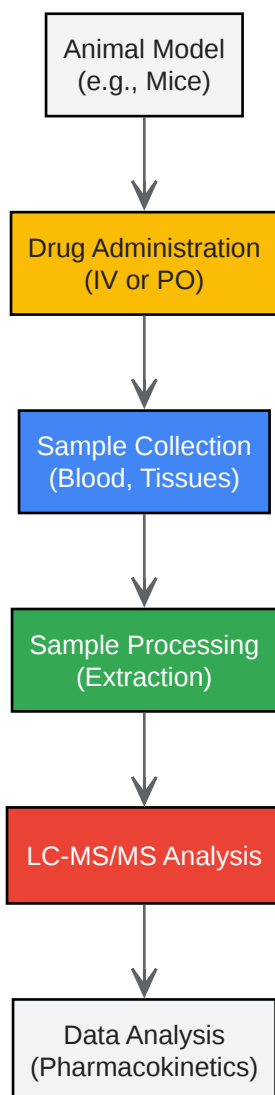 Animal Model
(e.g., Mice)
Drug Administration
(IV or PO)
Sample Collection
(Blood, Tissues)
Sample Processing
(Extraction)
LC-MS/MS Analysis
Data Analysis
(Pharmacokinetics)